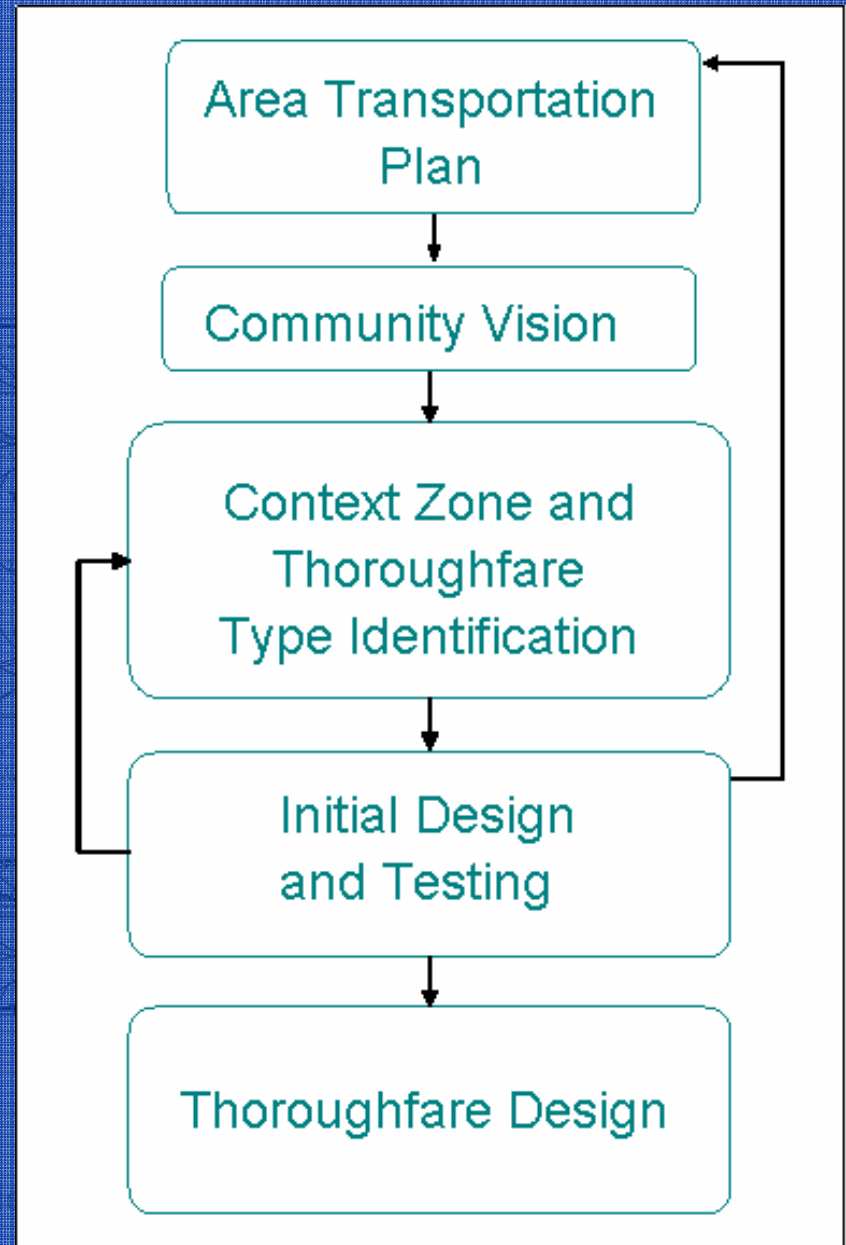 Area Transportation
Plan
Community Vision
Context Zone and
Thoroughfare
Type Identification
Initial Design
and Testing
Thoroughfare Design